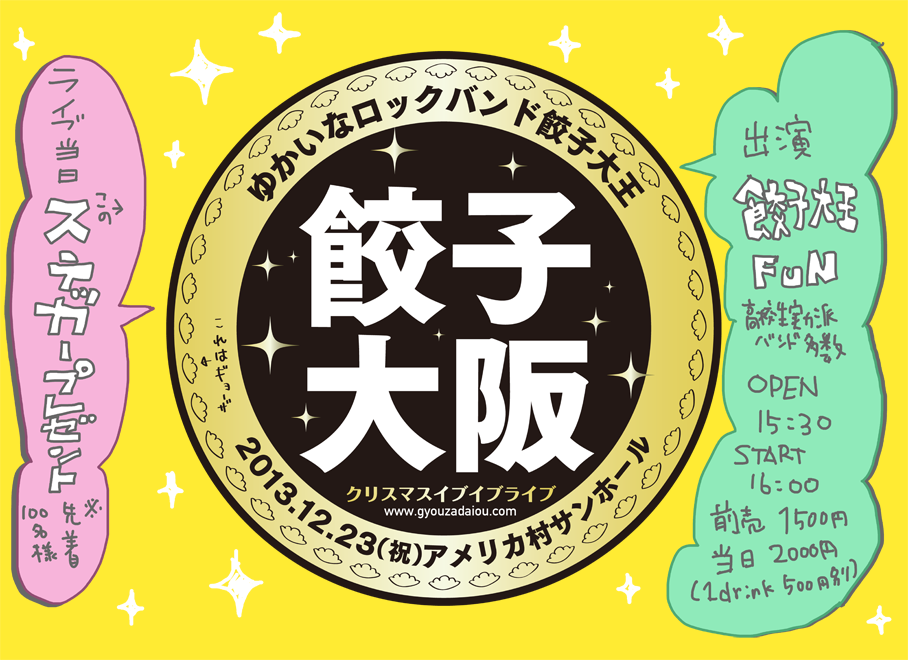 ライブ当日
この→
ステッカープレゼント
※先着
100名様
ゆかいなロックバンド餃子大王
餃子
大阪
これはギョーザ
クリスマスイブイブライブ
www.gyouzadaiou.com
2013.12.23(祝)アメリカ村サンホール
出演
餃子大王
FUN
高校生実力派
バンド多数
OPEN
15:30
START
16:00
前売 1500円
当日 2000円
(1drink 500円別)